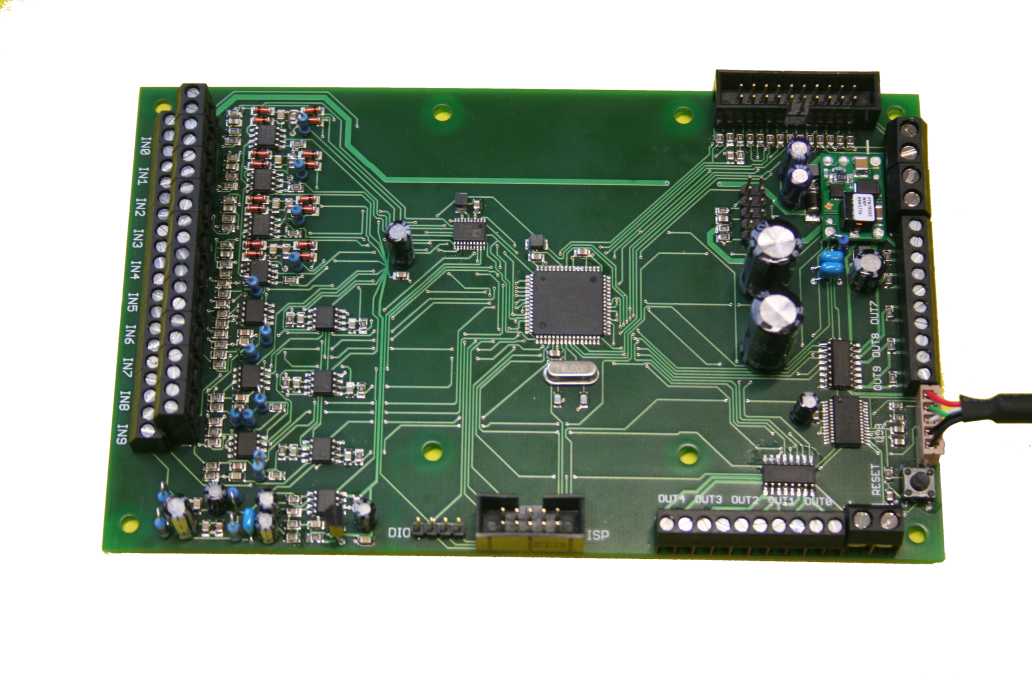 IN0
IN1
IN2
IN3
IN4
IN5
IN6
IN7
IN8
IN9
OUT7
OUT8
OUT9
USB
RESET
OUT4 OUT3 OUT2 OUT1 OUT0
DIO
ISP